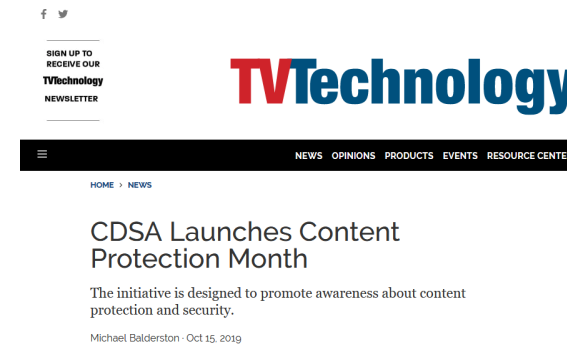 SIGN UP TO
RECEIVE OUR
TVTechnology
NEWSLETTER
TVTechnology
NEWS OPINIONS PRODUCTS EVENTS RESOURCE CENTE
HOME > NEWS
CDSA Launches Content
Protection Month
The initiative is designed to promote awareness about content
protection and security.
Michael Balderston · Oct 15, 2019